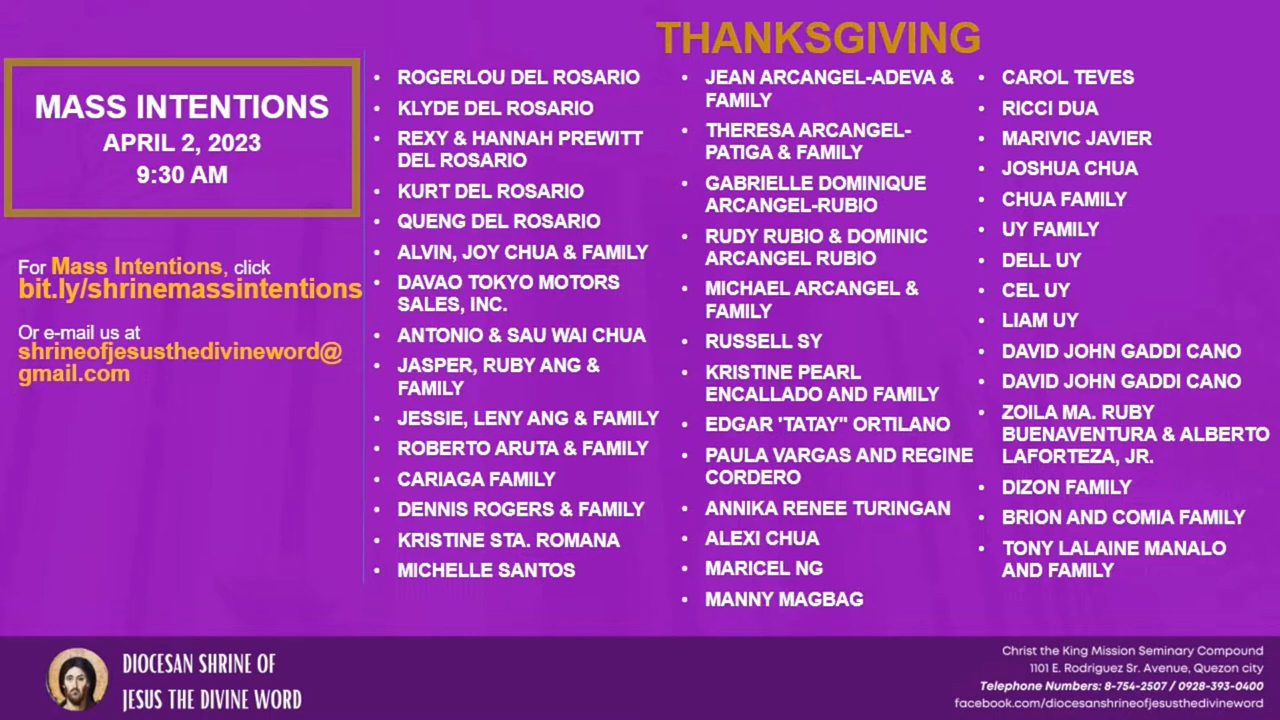 THANKSGIVING
MASS INTENTIONS
APRIL 2, 2023
9:30 AM
For Mass Intentions, click
bit.ly/shrinemassintentions
Or e-mail us at
shrineofjesusthedivineword@
gmail.com
• ROGERLOU DEL ROSARIO
• KLYDE DEL ROSARIO
• REXY & HANNAH PREWITT
DEL ROSARIO
• KURT DEL ROSARIO
• QUENG DEL ROSARIO
• ALVIN, JOY CHUA & FAMILY
• DAVAO TOKYO MOTORS
SALES, INC.
• ANTONIO & SAU WAI CHUA
• JASPER, RUBY ANG &
FAMILY
• JESSIE, LENY ANG & FAMILY
• ROBERTO ARUTA & FAMILY
• CARIAGA FAMILY
• DENNIS ROGERS & FAMILY
• KRISTINE STA. ROMANA
• MICHELLE SANTOS
• JEAN ARCANGEL-ADEVA &
FAMILY
• THERESA ARCANGEL-
PATIGA & FAMILY
• GABRIELLE DOMINIQUE
ARCANGEL-RUBIO
• RUDY RUBIO & DOMINIC
ARCANGEL RUBIO
• MICHAEL ARCANGEL &
FAMILY
• RUSSELL SY
• KRISTINE PEARL
ENCALLADO AND FAMILY
• EDGAR 'TATAY" ORTILANO
• PAULA VARGAS AND REGINE
CORDERO
• ANNIKA RENEE TURINGAN
• ALEXI CHUA
• MARICEL NG
• MANNY MAGBAG
• CAROL TEVES
• RICCI DUA
• MARIVIC JAVIER
• JOSHUA CHUA
• CHUA FAMILY
• UY FAMILY
• DELL UY
• CEL UY
• LIAM UY
• DAVID JOHN GADDI CANO
• DAVID JOHN GADDI CANO
• ZOILA MA. RUBY
BUENAVENTURA & ALBERTO
LAFORTEZA, JR.
• DIZON FAMILY
• BRION AND COMIA FAMILY
• TONY LALAINE MANALO
AND FAMILY
DIOCESAN SHRINE OF
JESUS THE DIVINE WORD
Christ the King Mission Seminary Compound
1101 E. Rodriguez Sr. Avenue, Quezon city
Telephone Numbers: 8-754-2507 / 0928-393-0400
facebook.com/diocesanshrineofjesusthedivineword